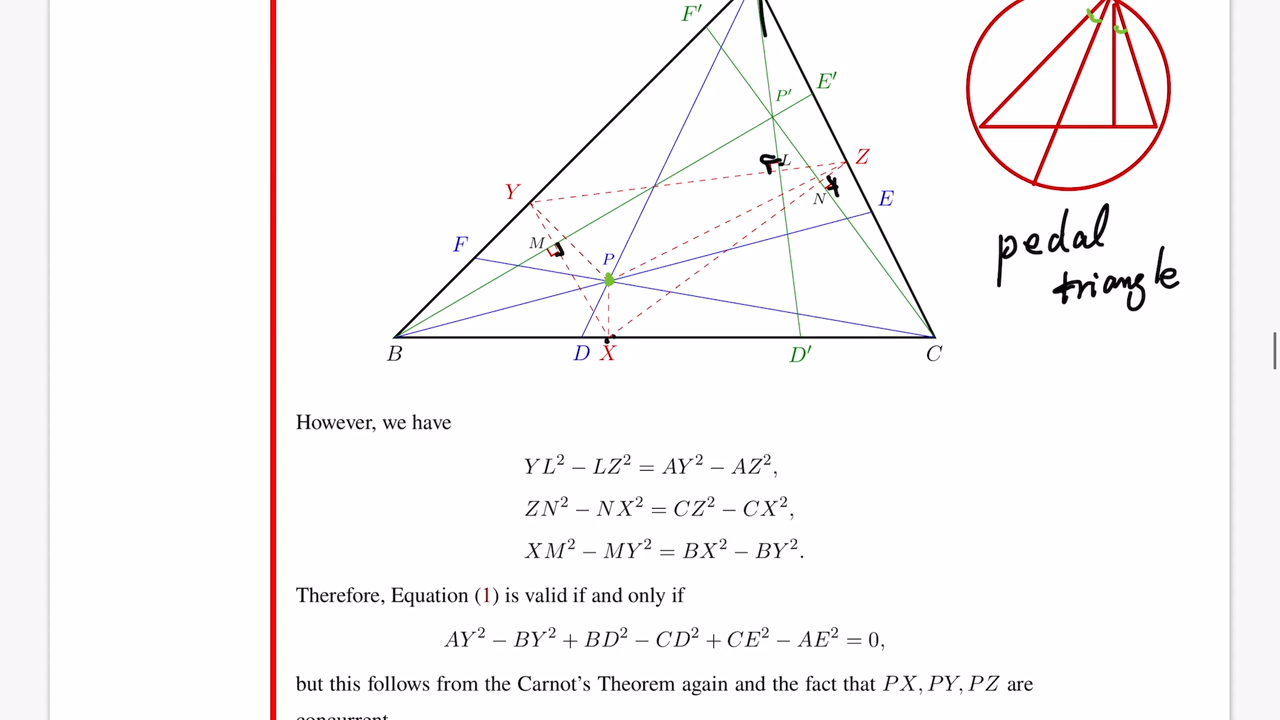 F′
E′
P′
L
Z
Y
N
E
F
M
P
B
D
X
D′
C
pedal
triangle
However, we have
YL² − LZ² = AY² − AZ²,
ZN² − NX² = CZ² − CX²,
XM² − MY² = BX² − BY².
Therefore, Equation (1) is valid if and only if
AY² − BY² + BD² − CD² + CE² − AE² = 0,
but this follows from the Carnot's Theorem again and the fact that PX, PY, PZ are
concurrent